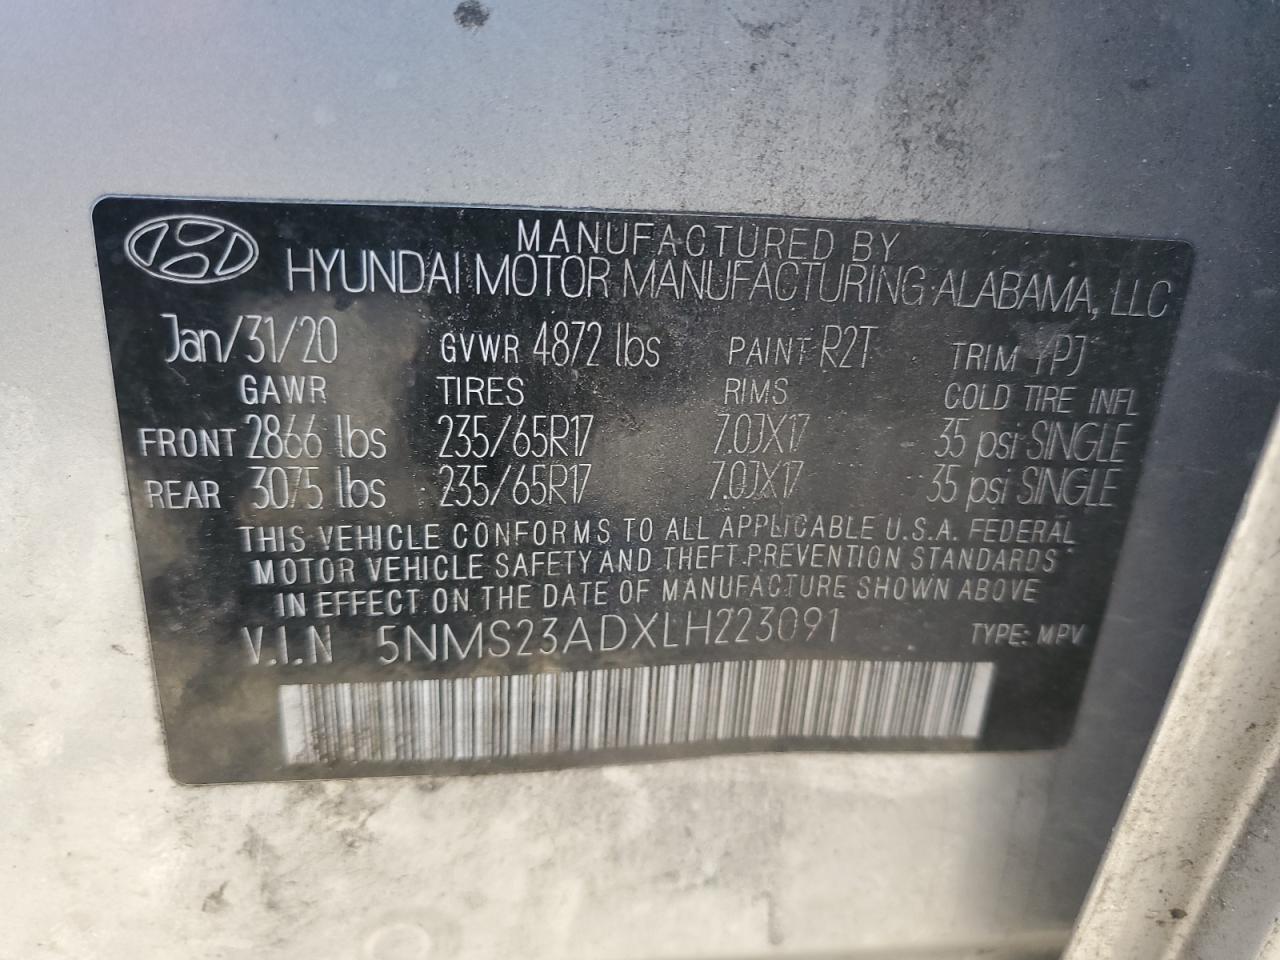 MANUFACTURED BY
HYUNDAI MOTOR MANUFACTURING ALABAMA, LLC
Jan/31/20 GVWR 4872 lbs PAINT R2T TRIM YPJ
GAWR TIRES RIMS COLD TIRE INFL
FRONT 2866 lbs 235/65R17 7.0JX17 35 psi SINGLE
REAR 3075 lbs 235/65R17 7.0JX17 35 psi SINGLE
THIS VEHICLE CONFORMS TO ALL APPLICABLE U.S.A. FEDERAL
MOTOR VEHICLE SAFETY AND THEFT PREVENTION STANDARDS
IN EFFECT ON THE DATE OF MANUFACTURE SHOWN ABOVE
V.I.N 5NMS23ADXLH223091 TYPE: MPV